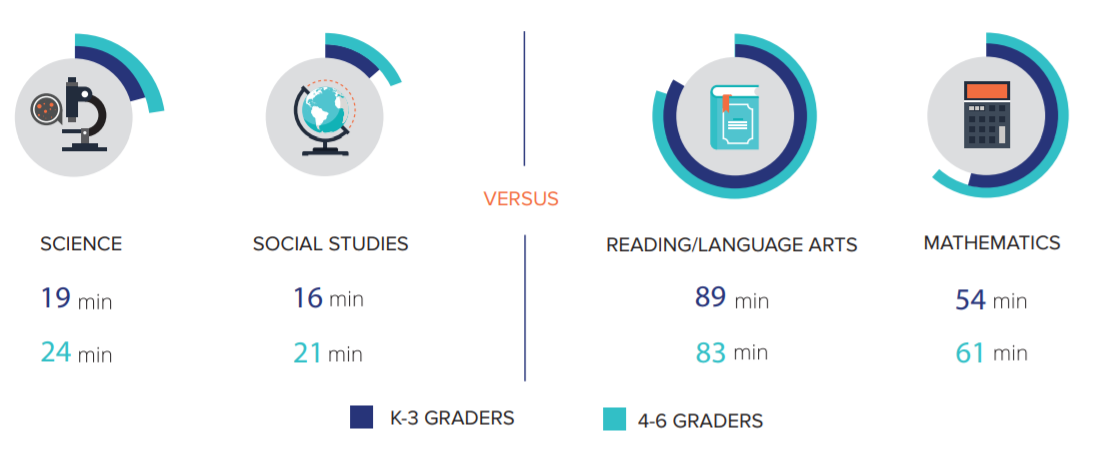 VERSUS
SCIENCE
19 min
24 min
SOCIAL STUDIES
16 min
21 min
READING/LANGUAGE ARTS
89 min
83 min
MATHEMATICS
54 min
61 min
K-3 GRADERS
4-6 GRADERS